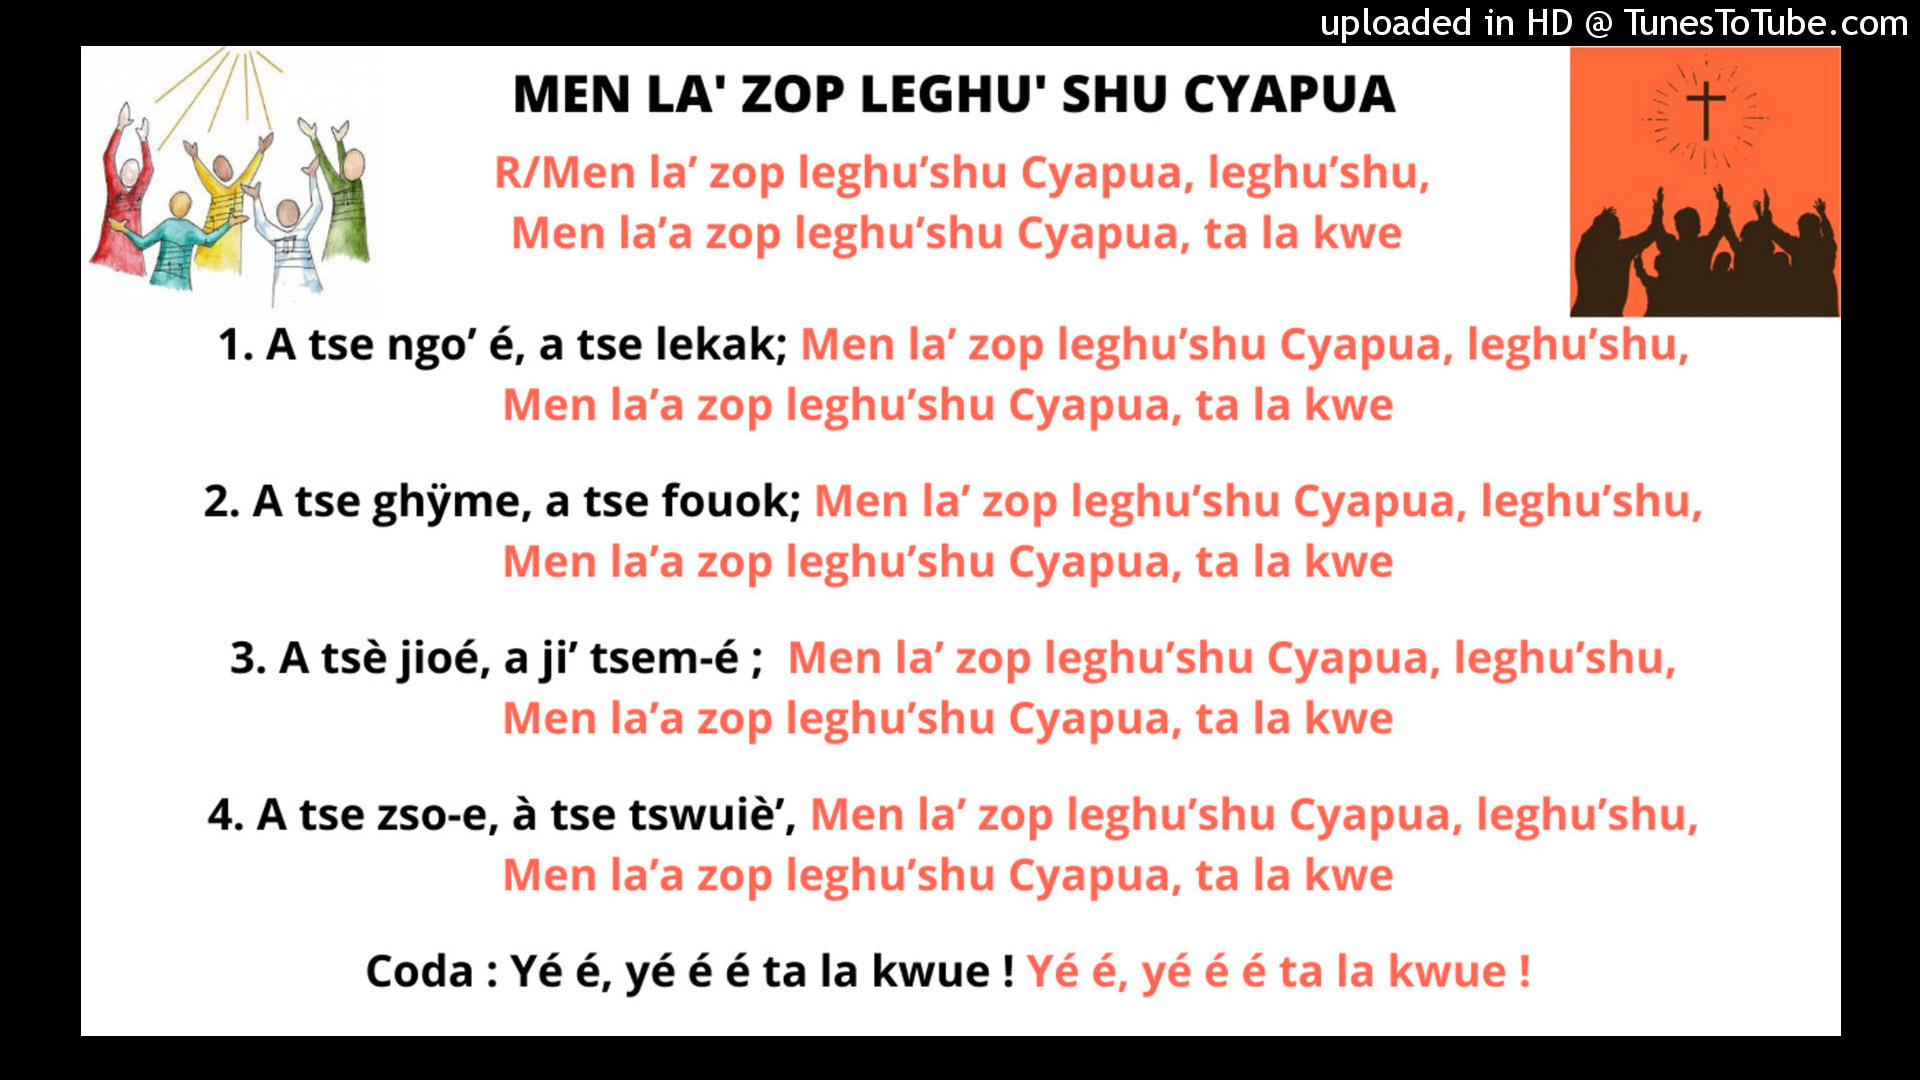 uploaded in HD @ TunesToTube.com
MEN LA' ZOP LEGHU' SHU CYAPUA
R/Men la’ zop leghu’shu Cyapua, leghu’shu,
Men la’a zop leghu’shu Cyapua, ta la kwe
1. A tse ngo’ é, a tse lekak; Men la’ zop leghu’shu Cyapua, leghu’shu,
Men la’a zop leghu’shu Cyapua, ta la kwe
2. A tse ghÿme, a tse fouok; Men la’ zop leghu’shu Cyapua, leghu’shu,
Men la’a zop leghu’shu Cyapua, ta la kwe
3. A tsè jioé, a ji’ tsem-é ; Men la’ zop leghu’shu Cyapua, leghu’shu,
Men la’a zop leghu’shu Cyapua, ta la kwe
4. A tse zso-e, à tse tswuiè’, Men la’ zop leghu’shu Cyapua, leghu’shu,
Men la’a zop leghu’shu Cyapua, ta la kwe
Coda : Yé é, yé é é ta la kwue ! Yé é, yé é é ta la kwue !